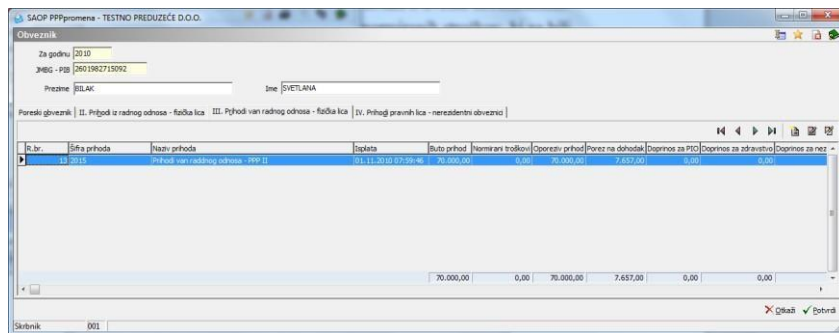 SAOP PPPpromena - TESTNO PREDUZEĆE D.O.O.
Obveznik
Za godinu 2010
JMBG - PIB 2601982715092
Prezime BILAK Ime SVETLANA
Poreski obveznik II. Prihodi iz radnog odnosa - fizička lica III. Prihodi van radnog odnosa - fizička lica IV. Prihodi pravnih lica - nerezidentni obveznici
R.br. Šifra prihoda Naziv prihoda Isplata Buto prihod Normirani troškovi Oporeziv prihod Porez na dohodak Doprinos za PIO Doprinos za zdravstvo Doprinos za nez
13 2015 Prihodi van raddnog odnosa - PPP II 01.11.2010 07:59:46 70.000,00 0,00 70.000,00 7.657,00 0,00 0,00
70.000,00 0,00 70.000,00 7.657,00 0,00 0,00
Otkaži Potvrdi
Skrbnik 001